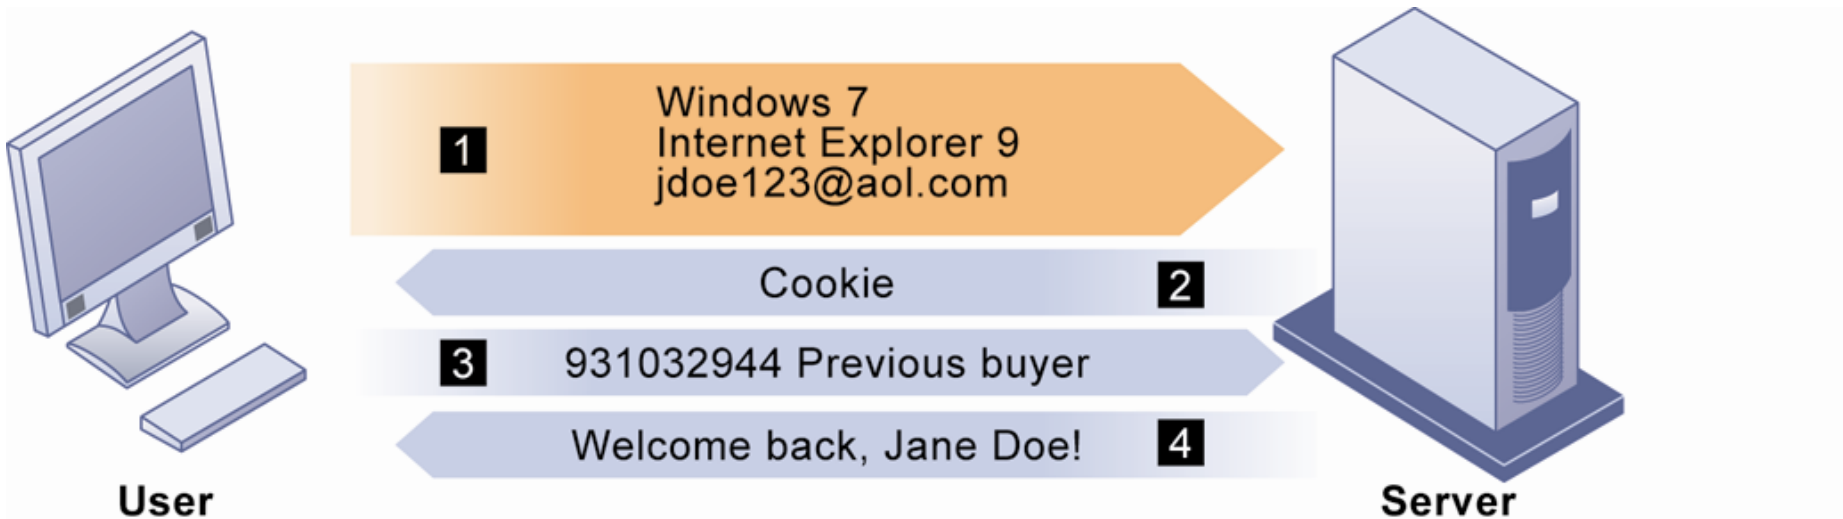 1
Windows 7
Internet Explorer 9
jdoe123@aol.com
Cookie
2
3
931032944 Previous buyer
Welcome back, Jane Doe!
4
User
Server